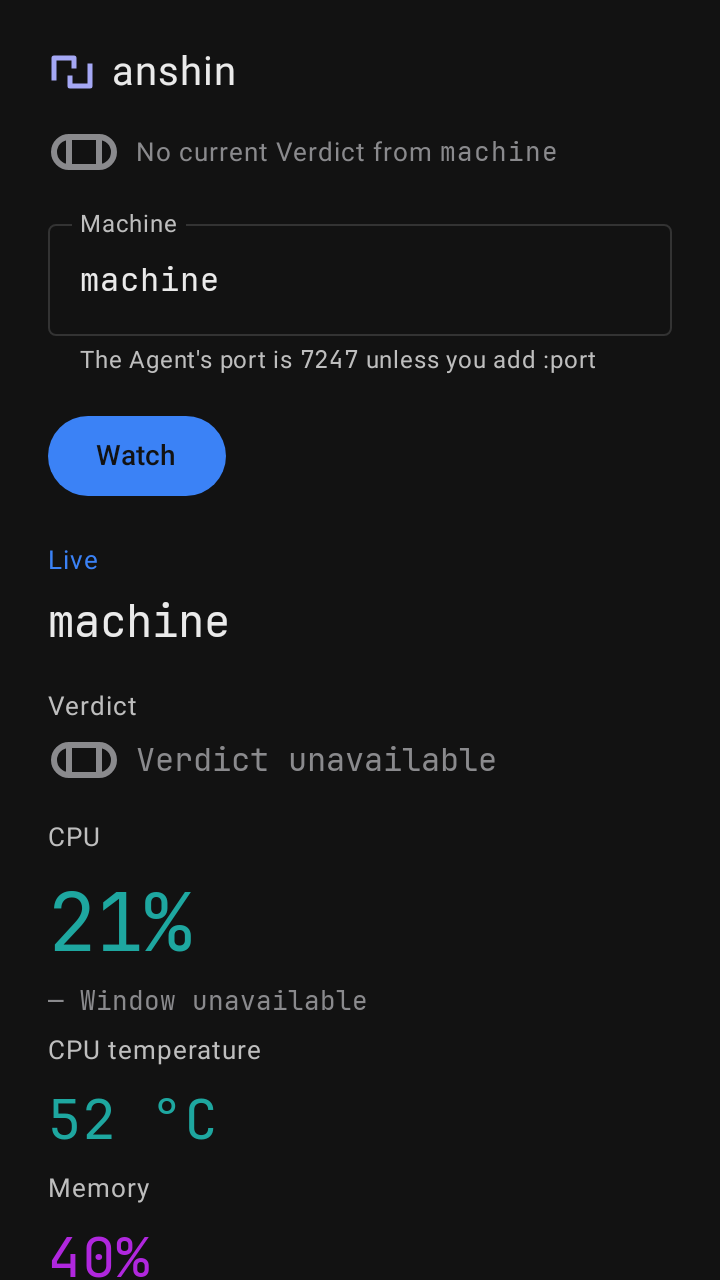 anshin
No current Verdict from machine
Machine
machine
The Agent's port is 7247 unless you add :port
Watch
Live
machine
Verdict
Verdict unavailable
CPU
21%
— Window unavailable
CPU temperature
52 °C
Memory
40%